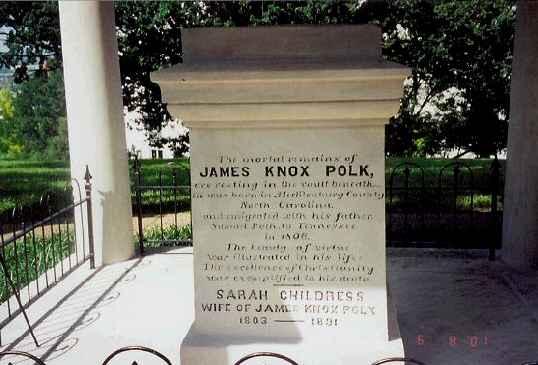 The mortal remains of
JAMES KNOX POLK,
are resting in the vault beneath.
He was born in Mecklenburg County
North Carolina,
and emigrated with his father
Samuel Polk, to Tennessee
in 1806.
The beauty of virtue
was illustrated in his life:
The excellence of Christianity
was exemplified in his death.
SARAH CHILDRESS
WIFE OF JAMES KNOX POLK
1803 — 1891
6 8 '01